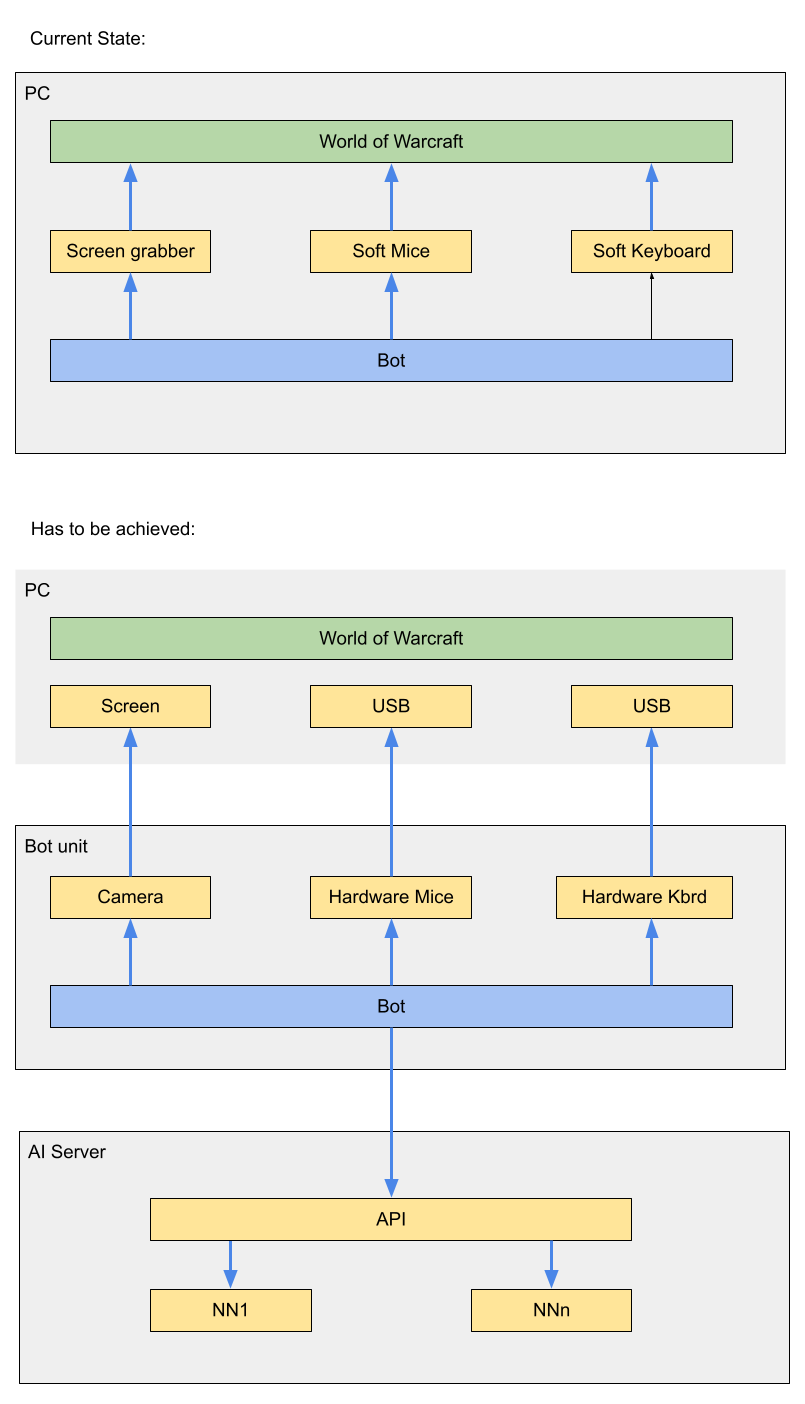 Current State:
PC
World of Warcraft
Screen grabber
Soft Mice
Soft Keyboard
Bot
Has to be achieved:
PC
World of Warcraft
Screen
USB
USB
Bot unit
Camera
Hardware Mice
Hardware Kbrd
Bot
AI Server
API
NN1
NNn